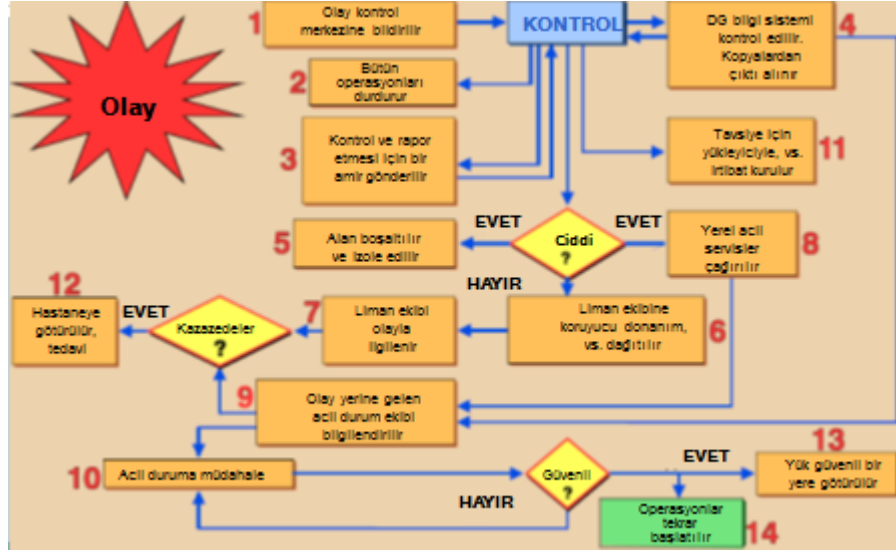 Olay
1
Olay kontrol
merkezine bildirilir
KONTROL
DG bilgi sistemi
kontrol edilir.
Kopyalardan
çıktı alınır
4
2
Bütün
operasyonları
durdurur
3
Kontrol ve rapor
etmesi için bir
amir gönderilir
Tavsiye için
yükleyiciyle, vs.
irtibat kurulur
11
5
Alan boşaltılır
ve izole edilir
EVET
Ciddi
?
EVET
Yerel acil
servisler
çağırılır
8
HAYIR
12
Hastaneye
götürülür,
tedavi
EVET
Kazazedeler
?
7
Liman ekibi
olayla
ilgilenir
Liman ekibine
koruyucu donanım,
vs. dağıtılır
6
9
Olay yerine gelen
acil durum ekibi
bilgilendirilir
10
Acil duruma müdahale
HAYIR
Güvenli
?
EVET
13
Yük güvenli bir
yere götürülür
Operasyonlar
tekrar
başlatılır
14